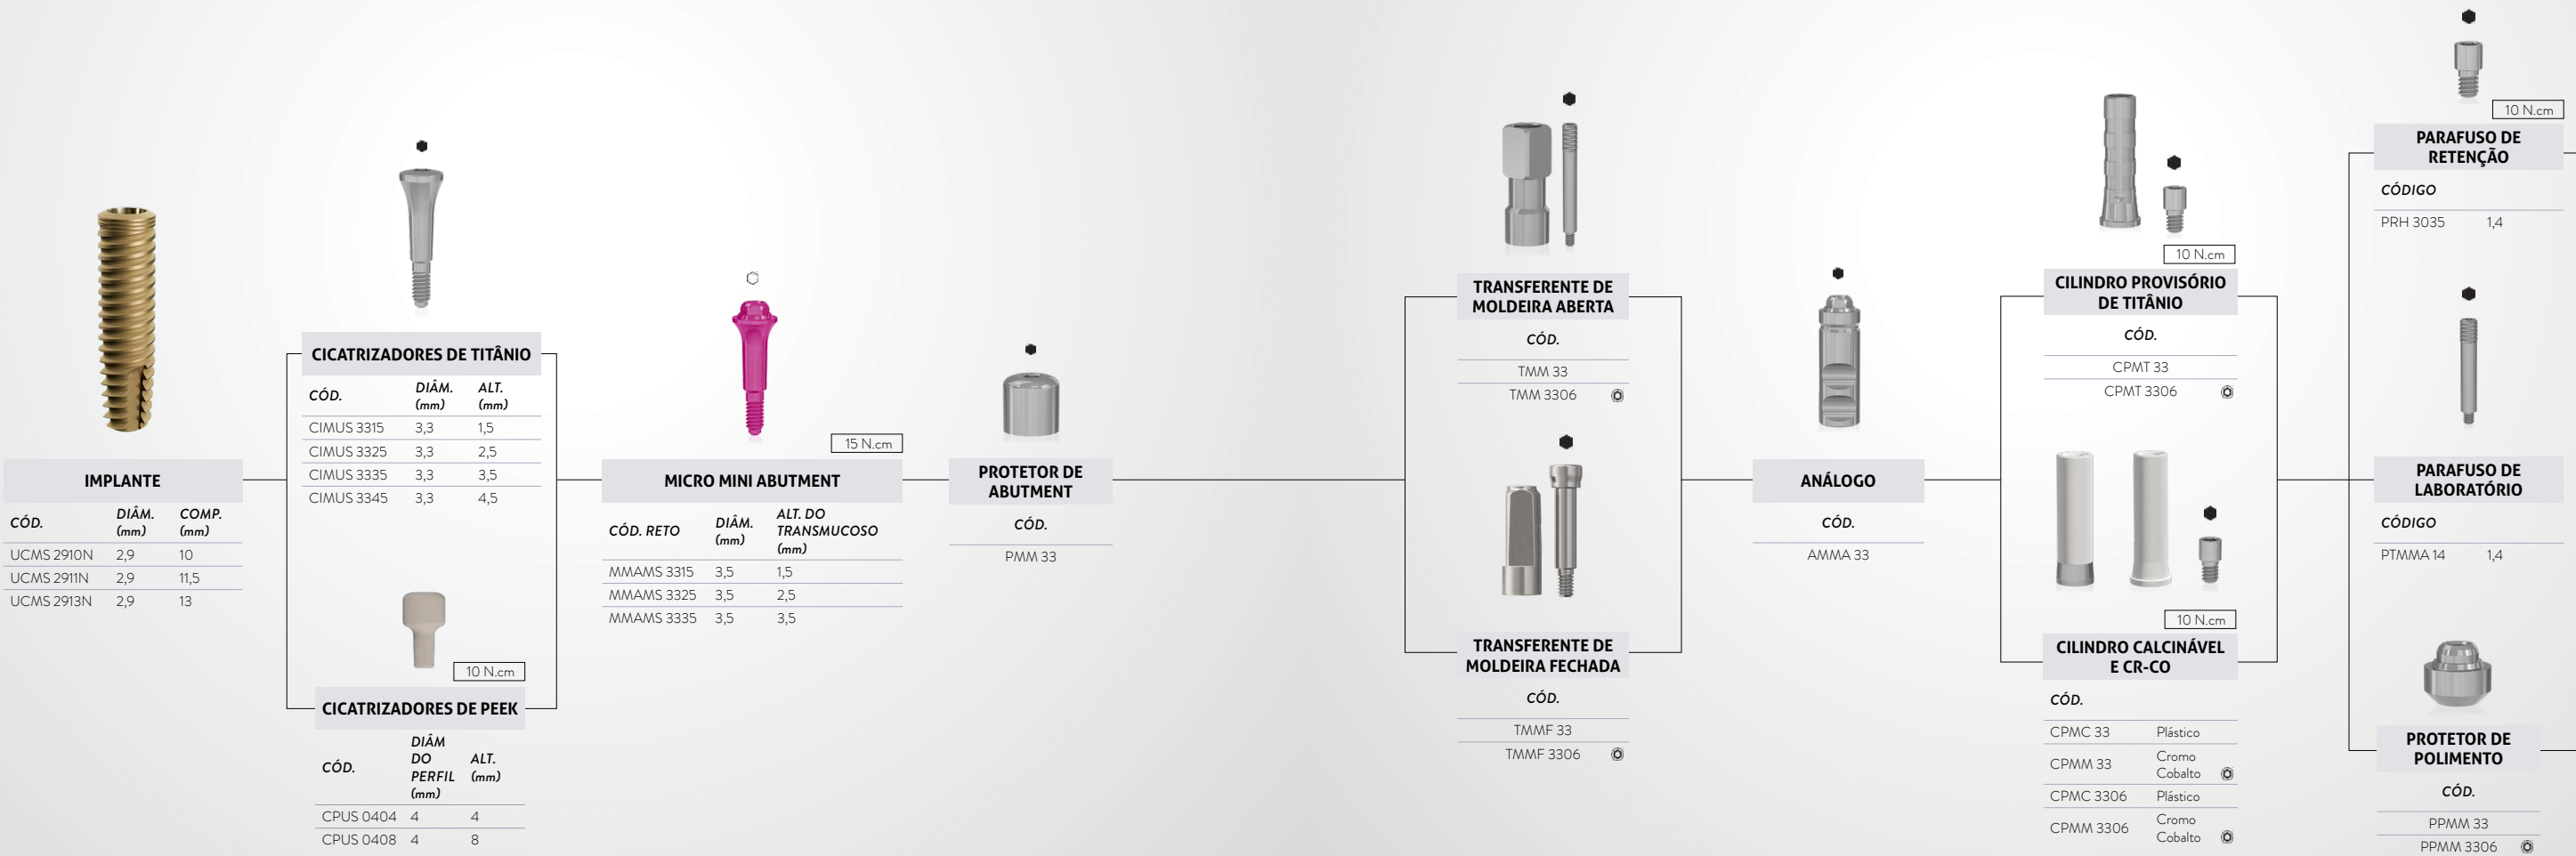 IMPLANTE
CÓD. DIÂM. (mm) COMP. (mm)
UCMS 2910N 2,9 10
UCMS 2911N 2,9 11,5
UCMS 2913N 2,9 13
CICATRIZADORES DE TITÂNIO
CÓD. DIÂM. (mm) ALT. (mm)
CIMUS 3315 3,3 1,5
CIMUS 3325 3,3 2,5
CIMUS 3335 3,3 3,5
CIMUS 3345 3,3 4,5
10 N.cm
CICATRIZADORES DE PEEK
CÓD. DIÂM DO PERFIL (mm) ALT. (mm)
CPUS 0404 4 4
CPUS 0408 4 8
15 N.cm
MICRO MINI ABUTMENT
CÓD. RETO DIÂM. (mm) ALT. DO TRANSMUCOSO (mm)
MMAMS 3315 3,5 1,5
MMAMS 3325 3,5 2,5
MMAMS 3335 3,5 3,5
PROTETOR DE
ABUTMENT
CÓD.
PMM 33
TRANSFERENTE DE
MOLDEIRA ABERTA
CÓD.
TMM 33
TMM 3306
TRANSFERENTE DE
MOLDEIRA FECHADA
CÓD.
TMMF 33
TMMF 3306
ANÁLOGO
CÓD.
AMMA 33
10 N.cm
CILINDRO PROVISÓRIO
DE TITÂNIO
CÓD.
CPMT 33
CPMT 3306
10 N.cm
CILINDRO CALCINÁVEL
E CR-CO
CÓD.
CPMC 33 Plástico
CPMM 33 Cromo Cobalto
CPMC 3306 Plástico
CPMM 3306 Cromo Cobalto
10 N.cm
PARAFUSO DE
RETENÇÃO
CÓDIGO
PRH 3035 1,4
PARAFUSO DE
LABORATÓRIO
CÓDIGO
PTMMA 14 1,4
PROTETOR DE
POLIMENTO
CÓD.
PPMM 33
PPMM 3306